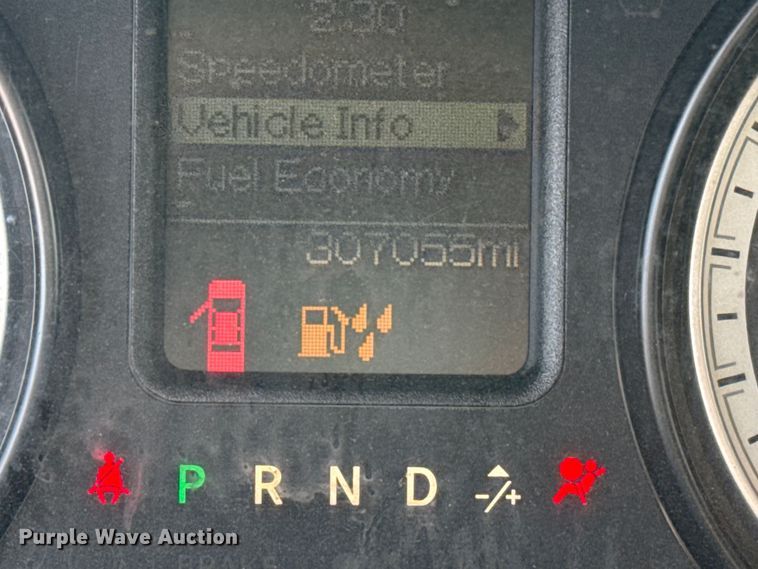 2:30
Speedometer
Vehicle Info
Fuel Economy
307055mi
P R N D -/+
Purple Wave Auction